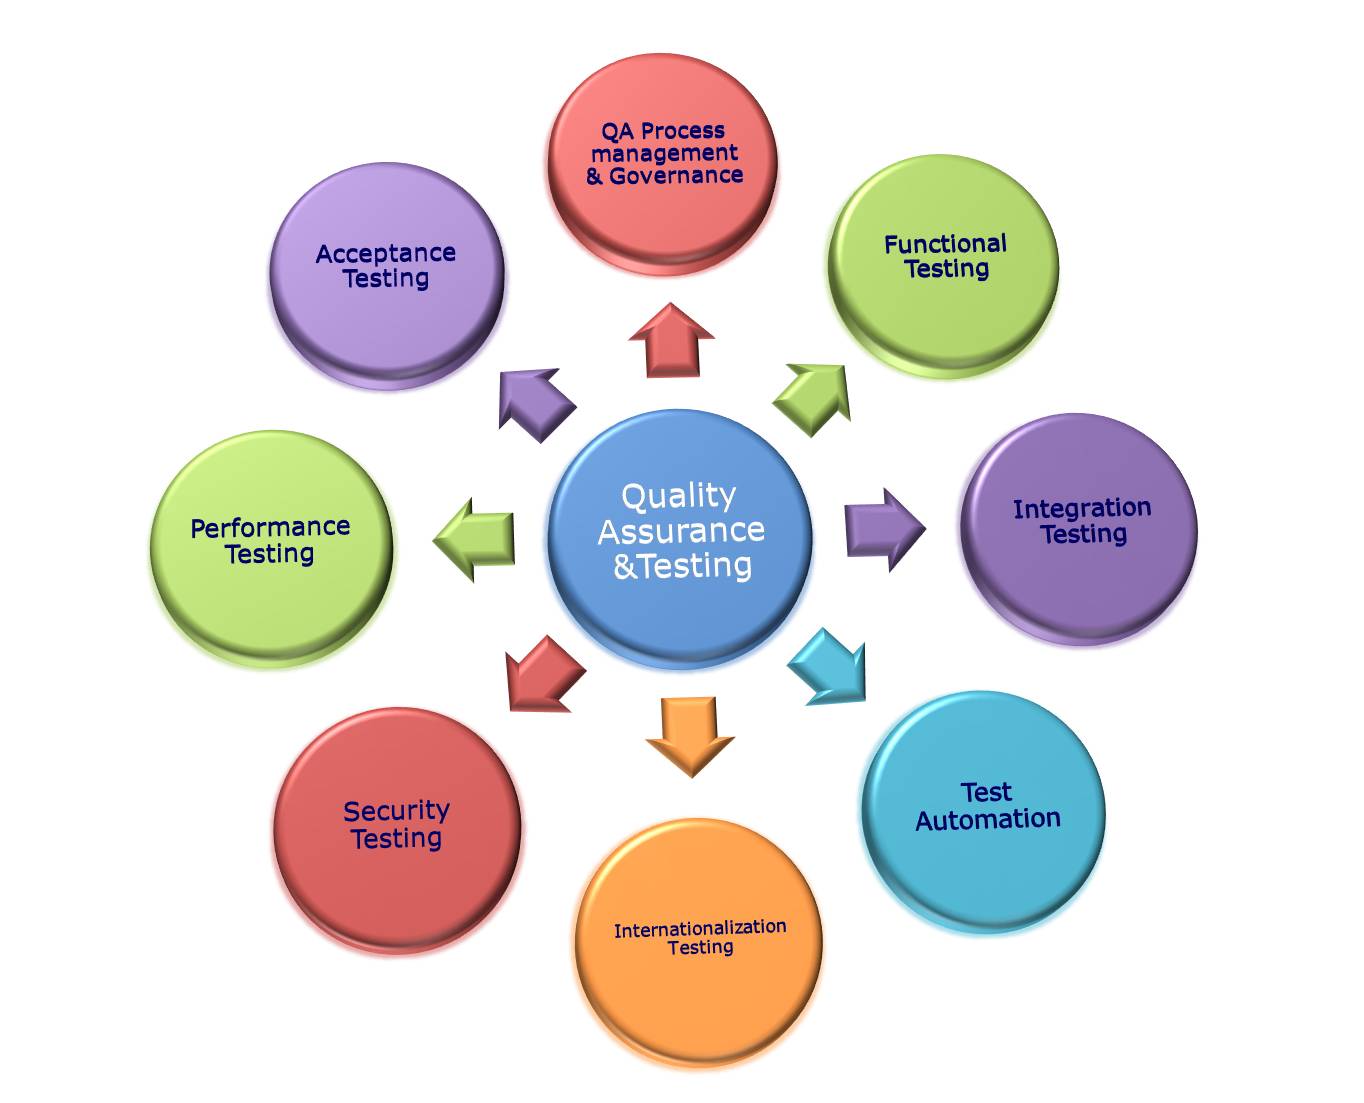 QA Process
management
& Governance
Functional
Testing
Acceptance
Testing
Quality
Assurance
&Testing
Integration
Testing
Performance
Testing
Test
Automation
Security
Testing
Internationalization
Testing